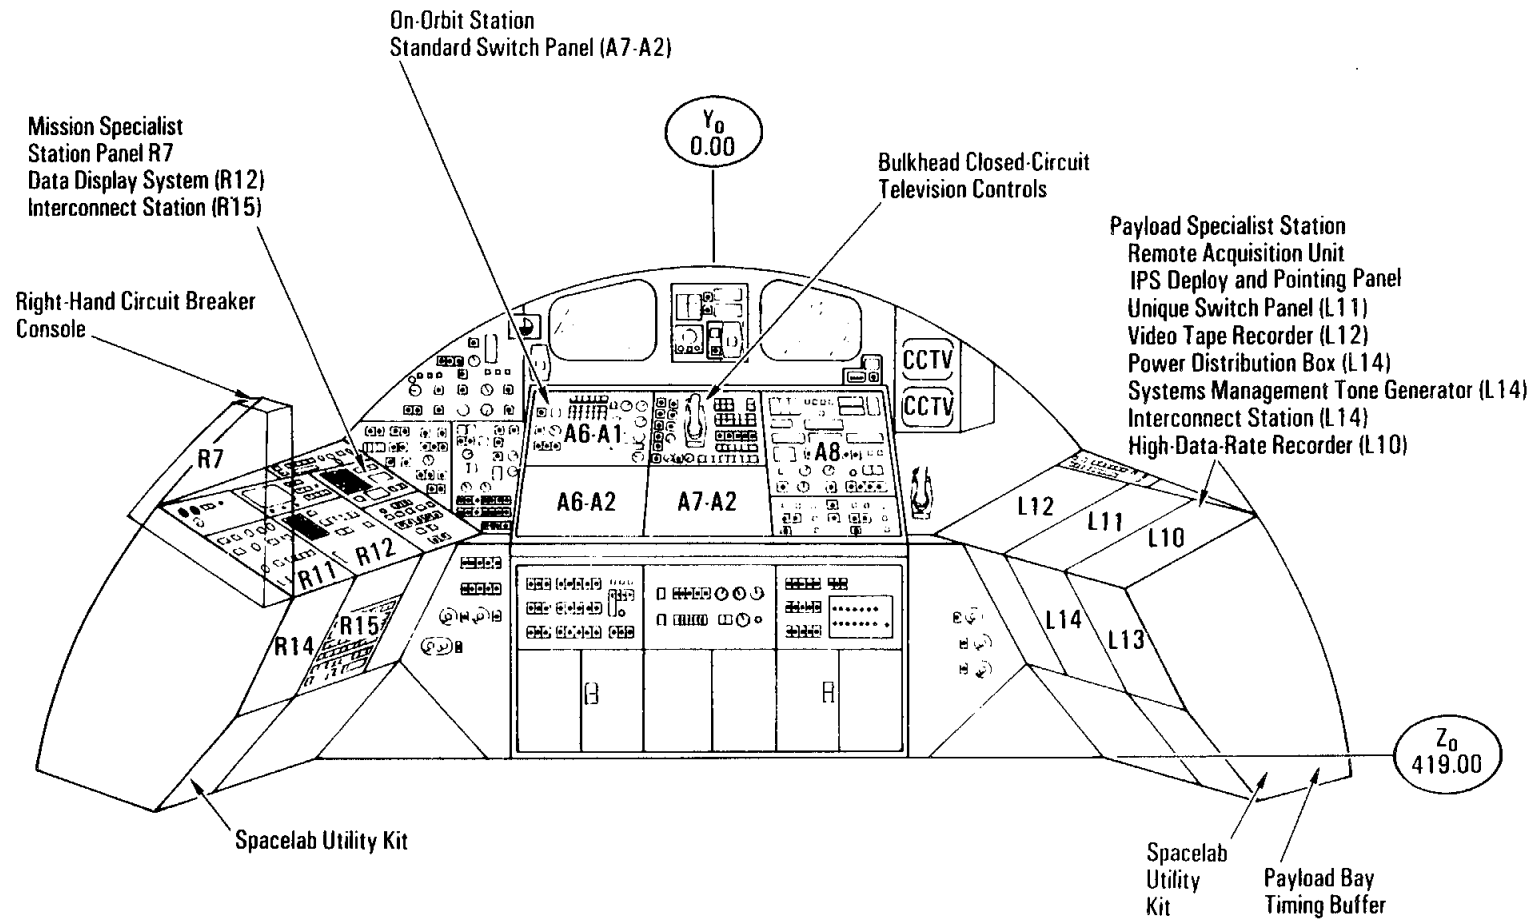 On-Orbit Station
Standard Switch Panel (A7-A2)
Mission Specialist
Station Panel R7
Data Display System (R12)
Interconnect Station (R15)
Right-Hand Circuit Breaker
Console
Y0
0.00
Bulkhead Closed-Circuit
Television Controls
Payload Specialist Station
Remote Acquisition Unit
IPS Deploy and Pointing Panel
Unique Switch Panel (L11)
Video Tape Recorder (L12)
Power Distribution Box (L14)
Systems Management Tone Generator (L14)
Interconnect Station (L14)
High-Data-Rate Recorder (L10)
CCTV
CCTV
R7
A6-A1
A8
A6-A2
A7-A2
L12
L11
L10
R11
R12
R14
R15
L14
L13
Z0
419.00
Spacelab Utility Kit
Spacelab
Utility
Kit
Payload Bay
Timing Buffer